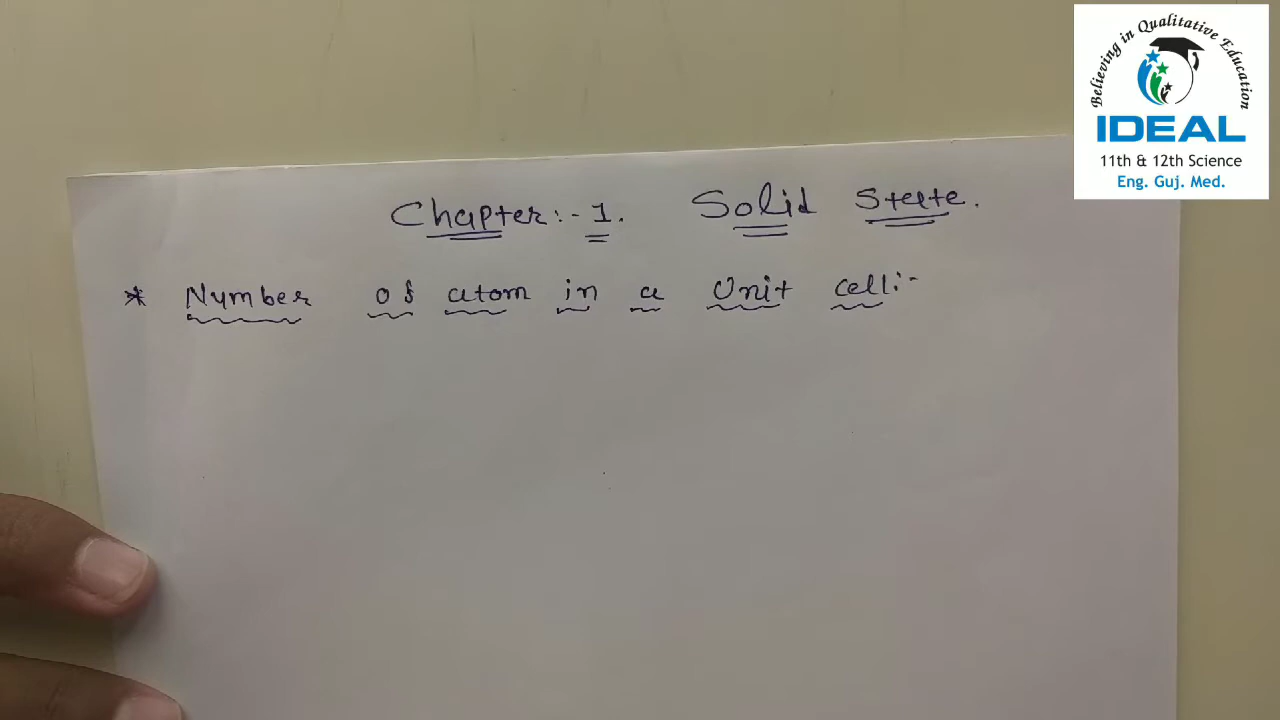 Believing in Qualitative Education
IDEAL
11th & 12th Science
Eng. Guj. Med.
Chapter:- 1. Solid State.
* Number of atom in a Unit cell:-